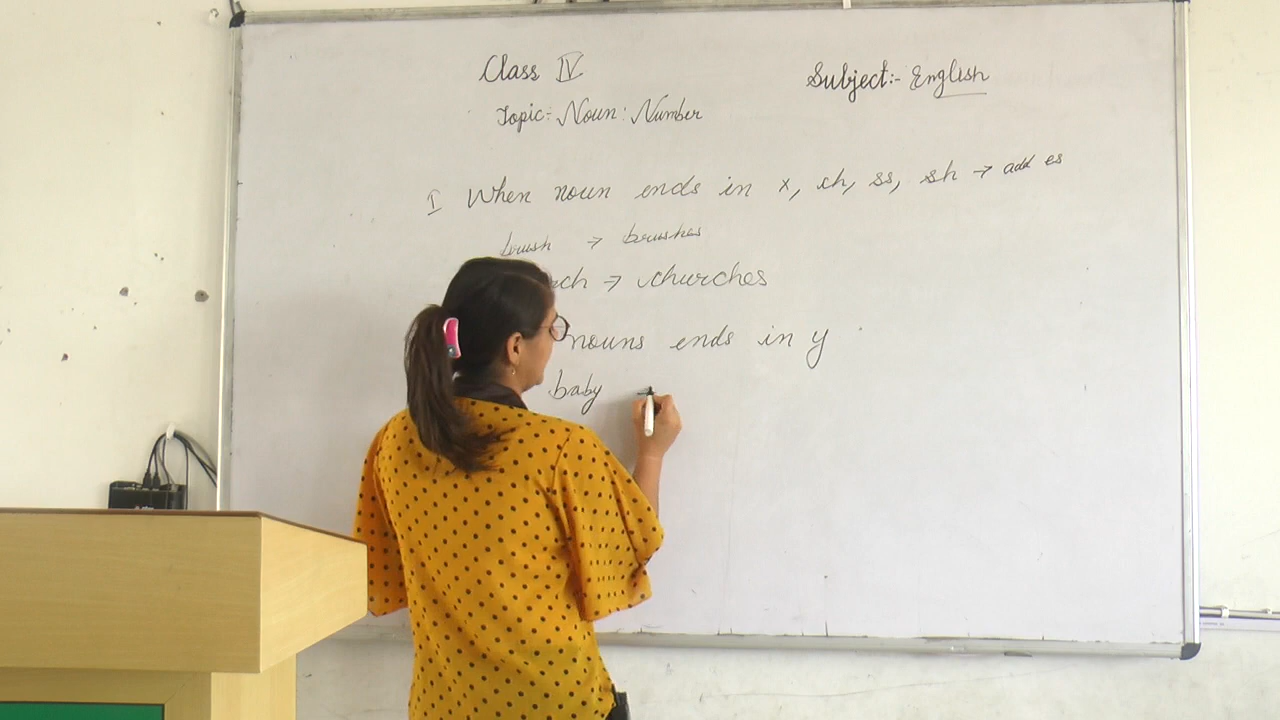 Class IV
Subject:- English
Topic:- Noun: Number
I When noun ends in x, ch, ss, sh → add es
brush → brushes
ch → churches
nouns ends in y
baby